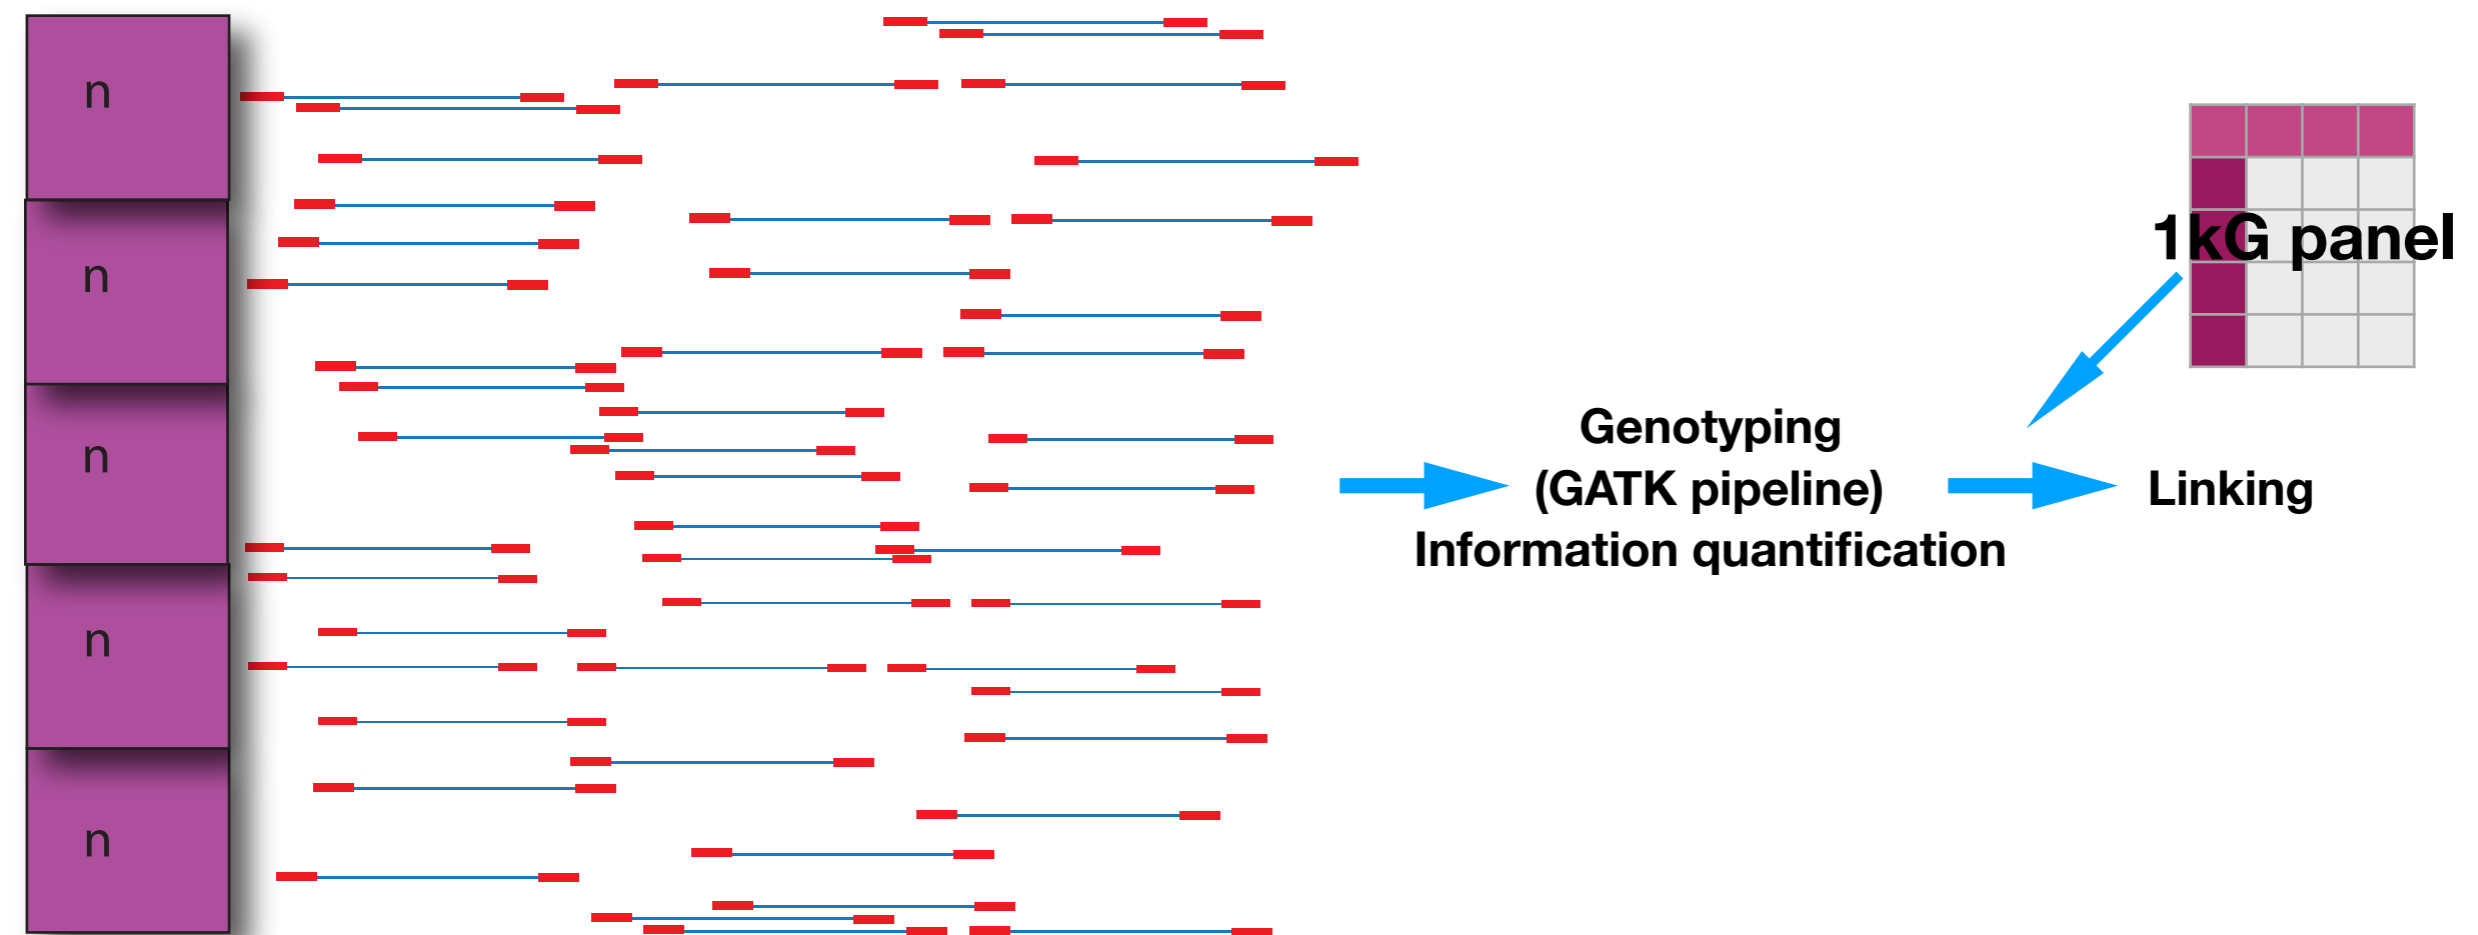 n
n
n
n
n
Genotyping
(GATK pipeline)
Information quantification
1kG panel
Linking